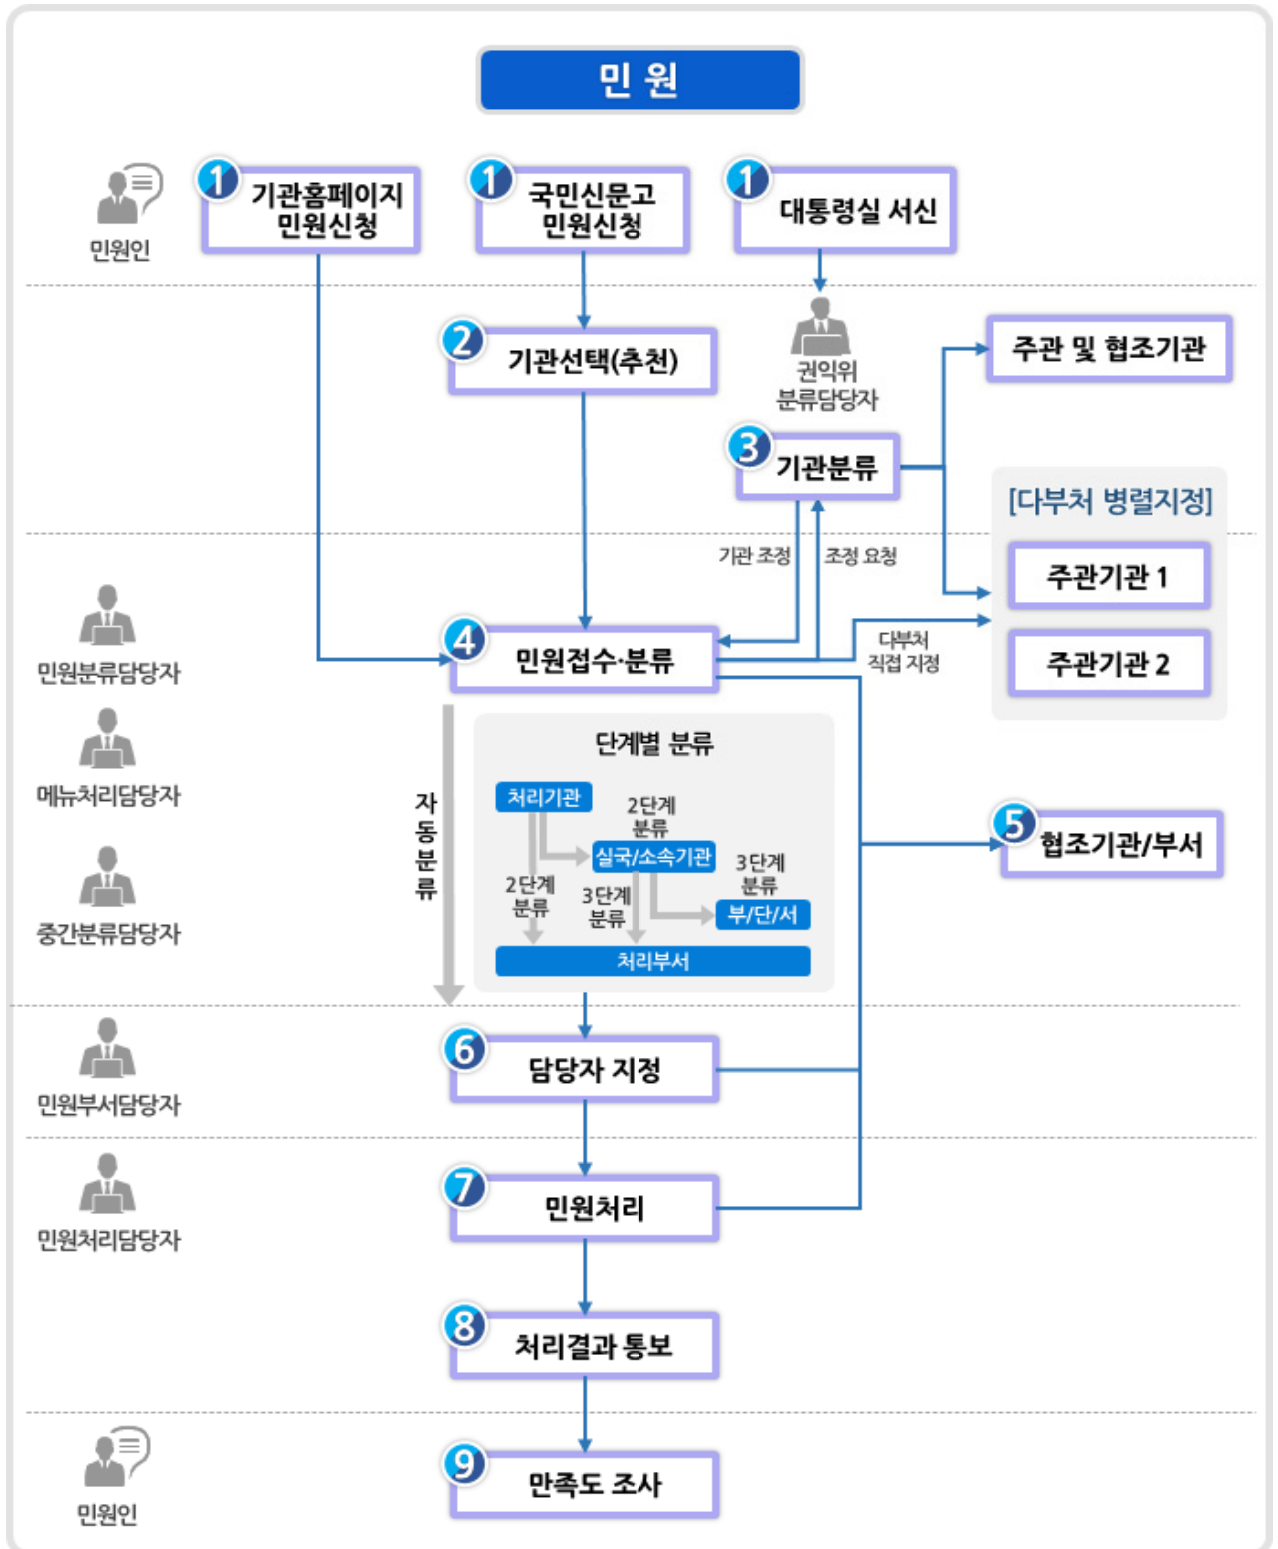 민 원
1
기관홈페이지
민원신청
1
국민신문고
민원신청
1
대통령실 서신
민원인
2
기관선택(추천)
권익위
분류담당자
주관 및 협조기관
3
기관분류
[다부처 병렬지정]
주관기관 1
주관기관 2
기관 조정
조정 요청
민원분류담당자
4
민원접수·분류
다부처
직접 지정
메뉴처리담당자
중간분류담당자
자
동
분
류
단계별 분류
처리기관
2단계
분류
실국/소속기관
3단계
분류
2단계
분류
3단계
분류
부/단/서
처리부서
5
협조기관/부서
민원부서담당자
6
담당자 지정
민원처리담당자
7
민원처리
8
처리결과 통보
민원인
9
만족도 조사